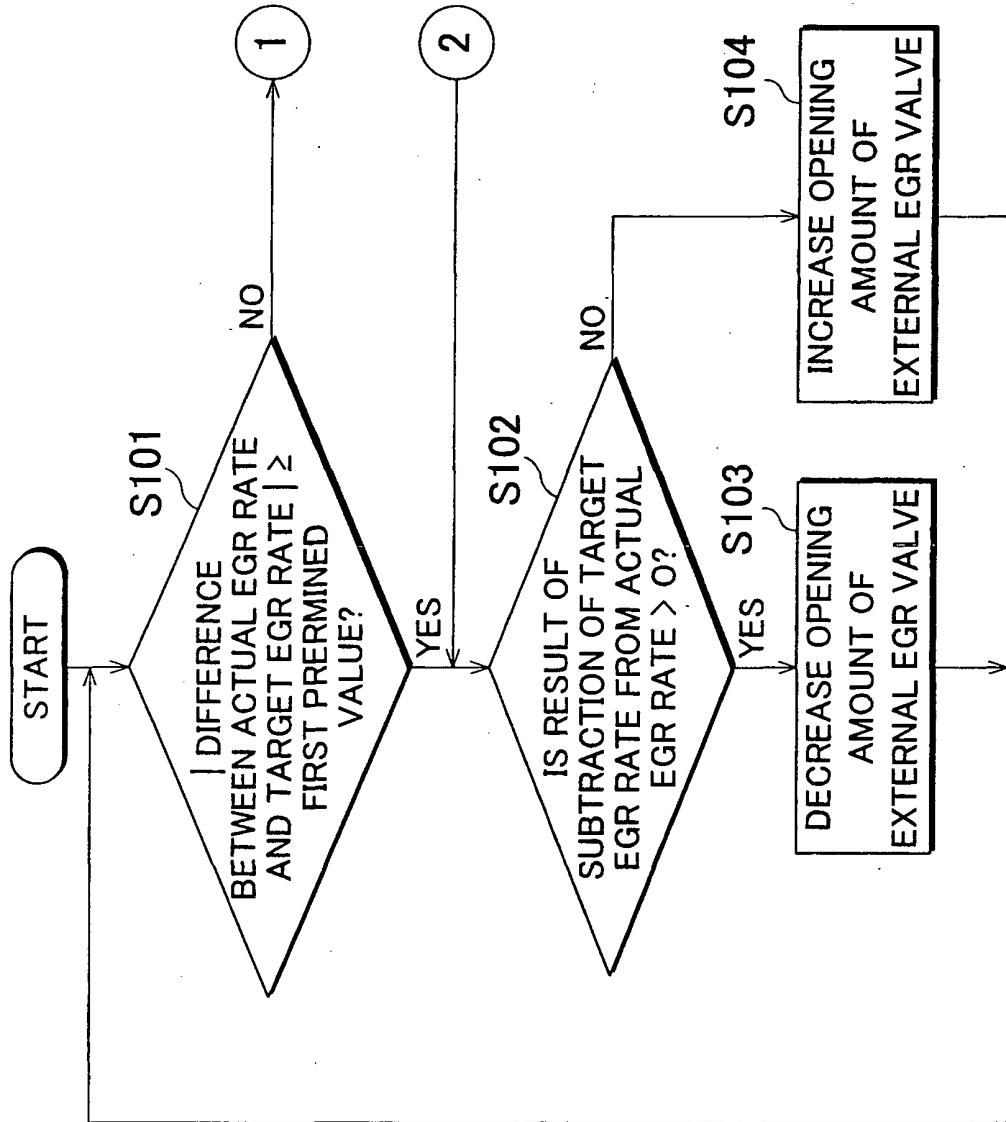 START
S101
| DIFFERENCE
BETWEEN ACTUAL EGR RATE
AND TARGET EGR RATE | ≥
FIRST PRERMINED
VALUE?
NO
1
YES
2
S102
IS RESULT OF
SUBTRACTION OF TARGET
EGR RATE FROM ACTUAL
EGR RATE > 0?
NO
YES
S103
DECREASE OPENING
AMOUNT OF
EXTERNAL EGR VALVE
S104
INCREASE OPENING
AMOUNT OF
EXTERNAL EGR VALVE